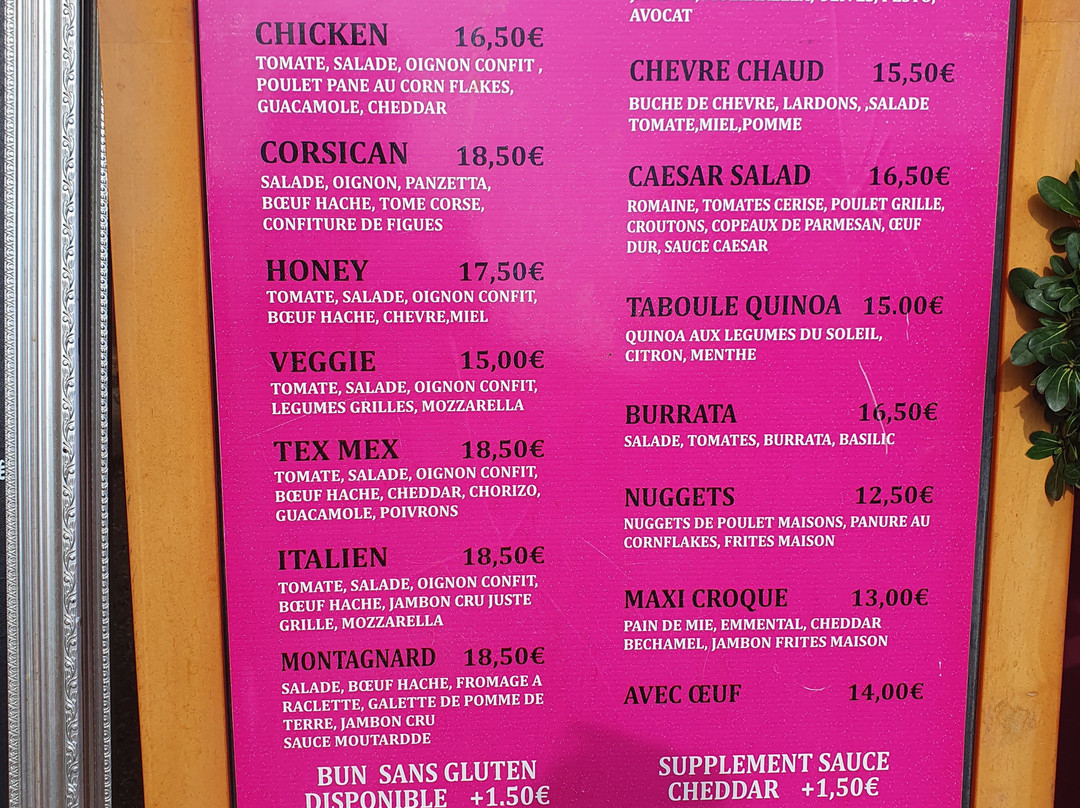 CHICKEN 16,50€
TOMATE, SALADE, OIGNON CONFIT ,
POULET PANE AU CORN FLAKES,
GUACAMOLE, CHEDDAR
CORSICAN 18,50€
SALADE, OIGNON, PANZETTA,
BŒUF HACHE, TOME CORSE,
CONFITURE DE FIGUES
HONEY 17,50€
TOMATE, SALADE, OIGNON CONFIT,
BŒUF HACHE, CHEVRE,MIEL
VEGGIE 15,00€
TOMATE, SALADE, OIGNON CONFIT,
LEGUMES GRILLES, MOZZARELLA
TEX MEX 18,50€
TOMATE, SALADE, OIGNON CONFIT,
BŒUF HACHE, CHEDDAR, CHORIZO,
GUACAMOLE, POIVRONS
ITALIEN 18,50€
TOMATE, SALADE, OIGNON CONFIT,
BŒUF HACHE, JAMBON CRU JUSTE
GRILLE, MOZZARELLA
MONTAGNARD 18,50€
SALADE, BŒUF HACHE, FROMAGE A
RACLETTE, GALETTE DE POMME DE
TERRE, JAMBON CRU
SAUCE MOUTARDDE
BUN SANS GLUTEN
DISPONIBLE +1.50€
AVOCAT
CHEVRE CHAUD 15,50€
BUCHE DE CHEVRE, LARDONS, ,SALADE
TOMATE,MIEL,POMME
CAESAR SALAD 16,50€
ROMAINE, TOMATES CERISE, POULET GRILLE,
CROUTONS, COPEAUX DE PARMESAN, ŒUF
DUR, SAUCE CAESAR
TABOULE QUINOA 15.00€
QUINOA AUX LEGUMES DU SOLEIL,
CITRON, MENTHE
BURRATA 16,50€
SALADE, TOMATES, BURRATA, BASILIC
NUGGETS 12,50€
NUGGETS DE POULET MAISONS, PANURE AU
CORNFLAKES, FRITES MAISON
MAXI CROQUE 13,00€
PAIN DE MIE, EMMENTAL, CHEDDAR
BECHAMEL, JAMBON FRITES MAISON
AVEC ŒUF 14,00€
SUPPLEMENT SAUCE
CHEDDAR +1,50€